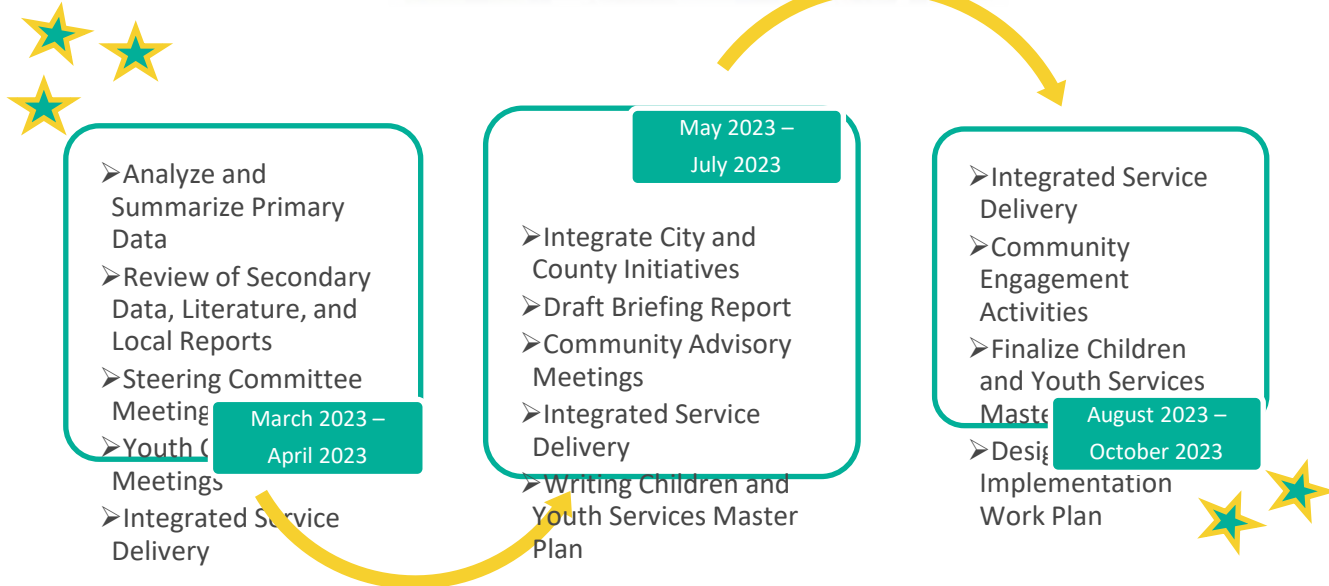 ➢Analyze and
Summarize Primary
Data
➢Review of Secondary
Data, Literature, and
Local Reports
➢Steering Committee
Meeting
➢Youth
Meetings
➢Integrated Service
Delivery
March 2023 –
April 2023
May 2023 –
July 2023
➢Integrate City and
County Initiatives
➢Draft Briefing Report
➢Community Advisory
Meetings
➢Integrated Service
Delivery
➢Writing Children and
Youth Services Master
Plan
➢Integrated Service
Delivery
➢Community
Engagement
Activities
➢Finalize Children
and Youth Services
➢
Implementation
Work Plan
August 2023 –
October 2023